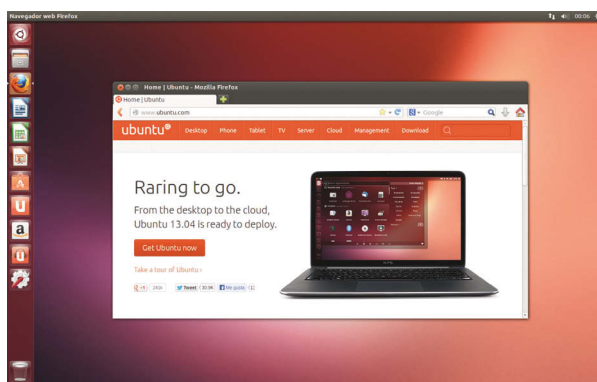 Navegador web Firefox
00:06
Home | Ubuntu - Mozilla Firefox
Home | Ubuntu
www.ubuntu.com
Google
ubuntu®
Desktop Phone Tablet TV Server Cloud Management Download
Raring to go.
From the desktop to the cloud,
Ubuntu 13.04 is ready to deploy.
Get Ubuntu now
Take a tour of Ubuntu ›
Tweet
Me gusta